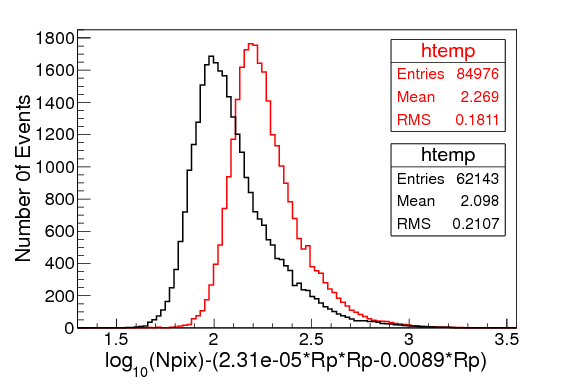 1800
1600
1400
1200
1000
800
600
400
200
0
Number 0f Events
htemp
Entries 84976
Mean 2.269
RMS 0.1811
htemp
Entries 62143
Mean 2.098
RMS 0.2107
1.5 2 2.5 3 3.5
log10(Npix)-(2.31e-05*Rp*Rp-0.0089*Rp)